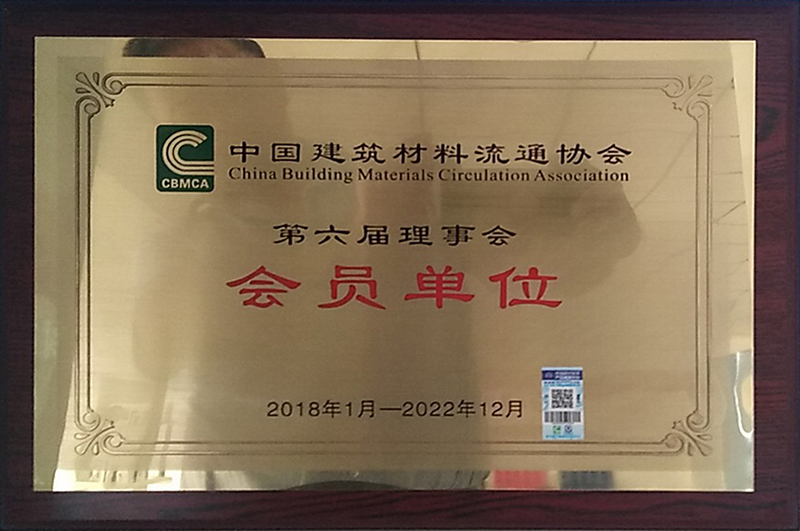 中国建筑材料流通协会
CBMCA
China Building Materials Circulation Association
第六届理事会
会员单位
2018年1月—2022年12月